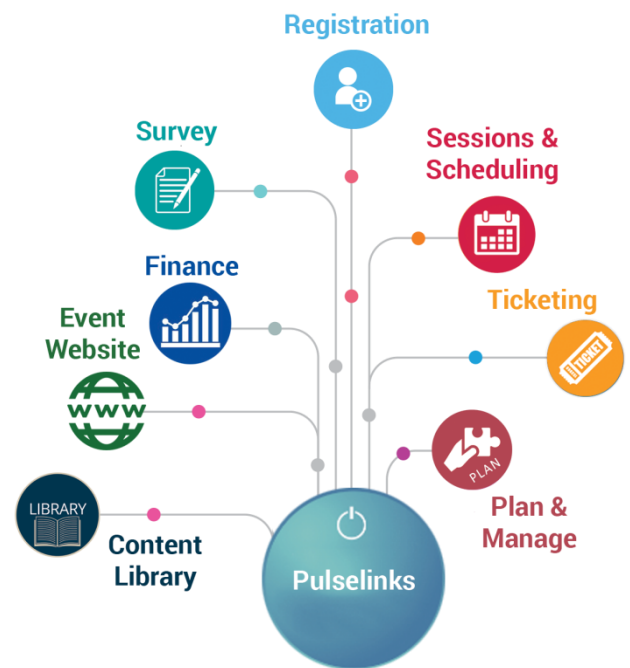 Registration
Survey
Sessions &
Scheduling
Finance
Ticketing
TICKET
Event
Website
WWW
PLAN
LIBRARY
Plan &
Manage
Content
Library
Pulselinks